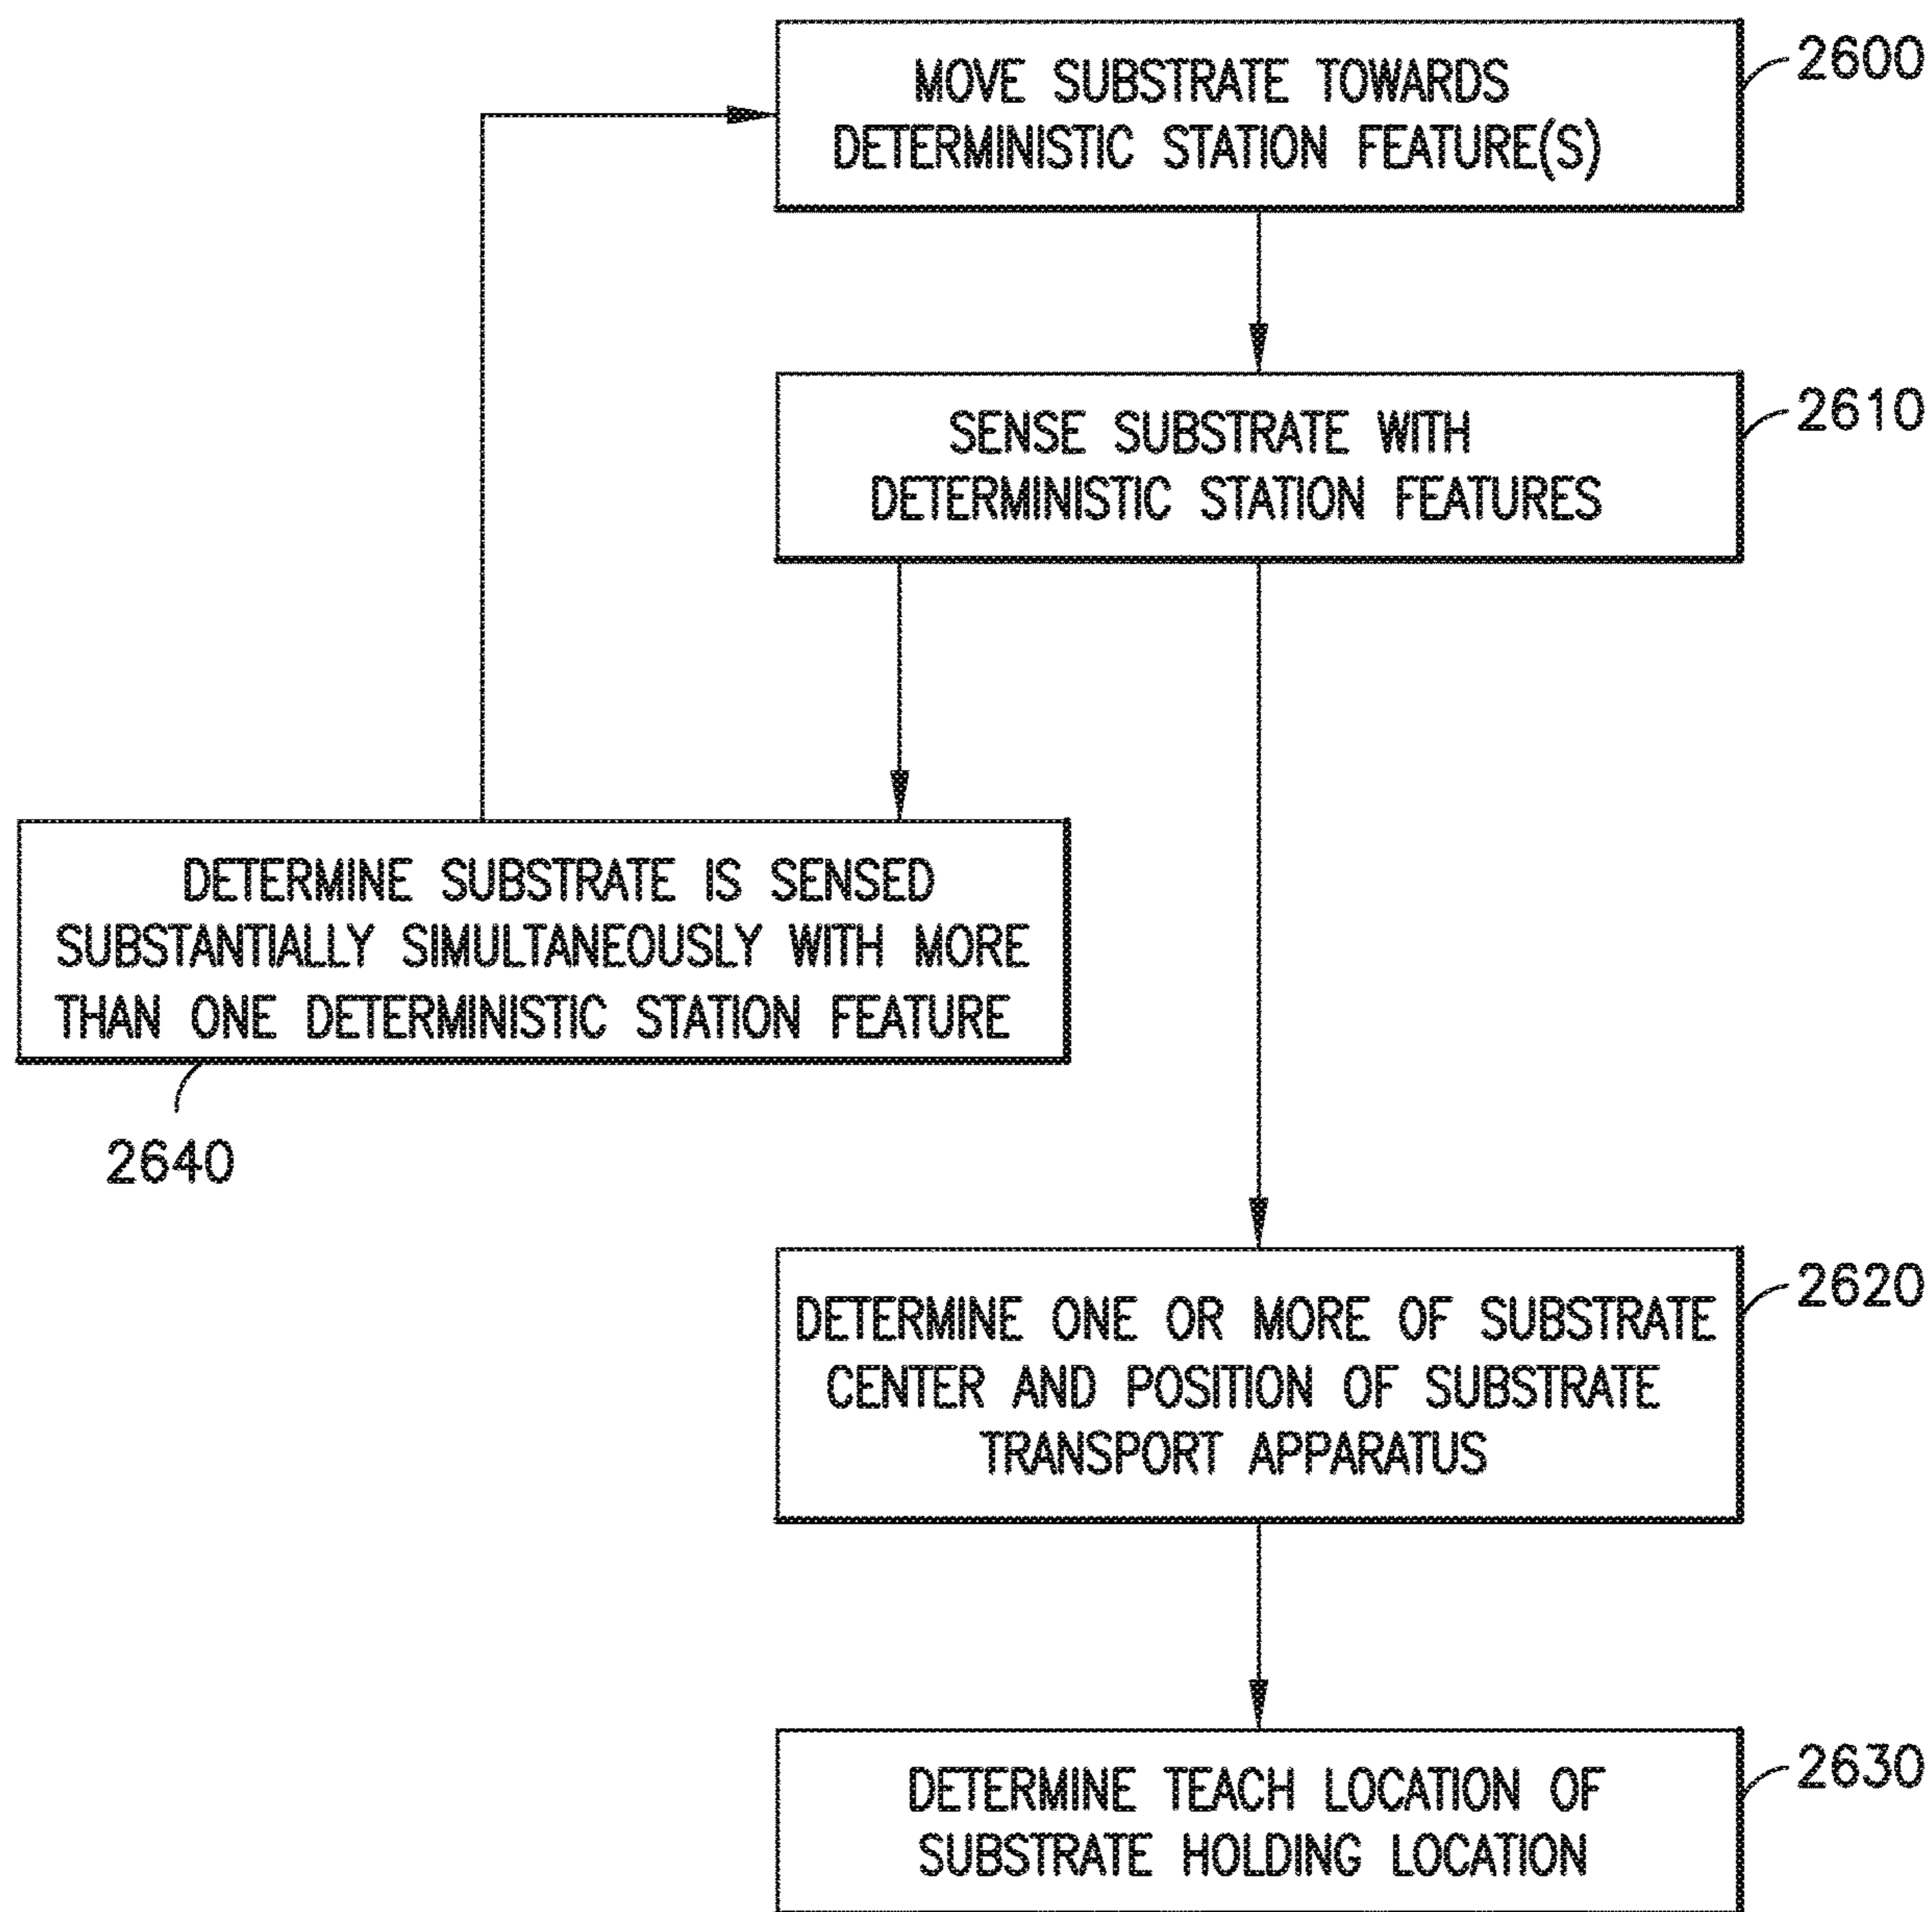 MOVE SUBSTRATE TOWARDS
DETERMINISTIC STATION FEATURE(S)
2600
SENSE SUBSTRATE WITH
DETERMINISTIC STATION FEATURES
2610
DETERMINE SUBSTRATE IS SENSED
SUBSTANTIALLY SIMULTANEOUSLY WITH MORE
THAN ONE DETERMINISTIC STATION FEATURE
2640
DETERMINE ONE OR MORE OF SUBSTRATE
CENTER AND POSITION OF SUBSTRATE
TRANSPORT APPARATUS
2620
DETERMINE TEACH LOCATION OF
SUBSTRATE HOLDING LOCATION
2630